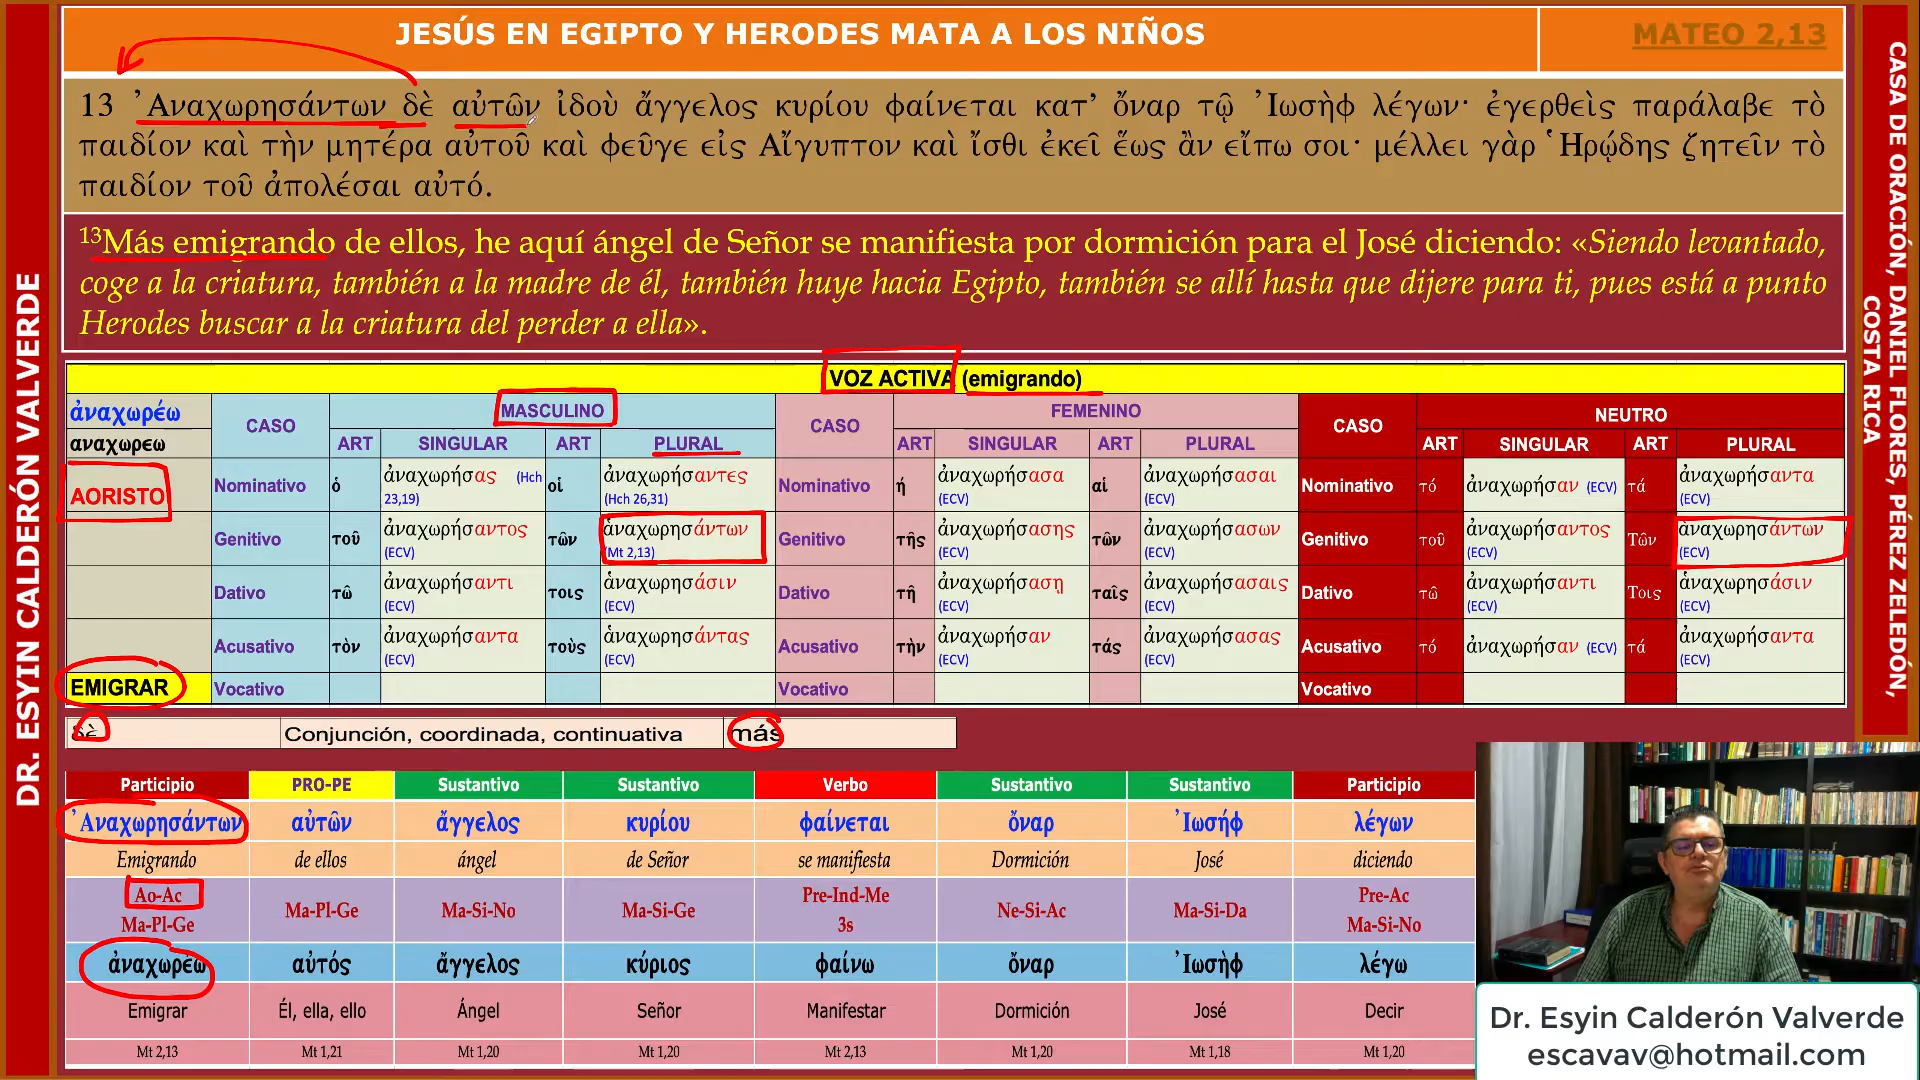 JESÚS EN EGIPTO Y HERODES MATA A LOS NIÑOS
MATEO 2,13
13 Ἀναχωρησάντων δὲ αὐτῶν ἰδοὺ ἄγγελος κυρίου φαίνεται κατ’ ὄναρ τῷ Ἰωσὴφ λέγων· ἐγερθεὶς παράλαβε τὸ
παιδίον καὶ τὴν μητέρα αὐτοῦ καὶ φεῦγε εἰς Αἴγυπτον καὶ ἴσθι ἐκεῖ ἕως ἂν εἴπω σοι· μέλλει γὰρ Ἡρῴδης ζητεῖν τὸ
παιδίον τοῦ ἀπολέσαι αὐτό.
13Más emigrando de ellos, he aquí ángel de Señor se manifiesta por dormición para el José diciendo: «Siendo levantado,
coge a la criatura, también a la madre de él, también huye hacia Egipto, también se allí hasta que dijere para ti, pues está a punto
Herodes buscar a la criatura del perder a ella».
VOZ ACTIVA (emigrando)
ἀναχωρέω CASO MASCULINO CASO FEMENINO CASO NEUTRO
αναχωρεω ART SINGULAR ART PLURAL ART SINGULAR ART PLURAL ART SINGULAR ART PLURAL
AORISTO Nominativo ὁ ἀναχωρήσας (Hch 23,19) οἱ ἀναχωρήσαντες (Hch 26,31) Nominativo ἡ ἀναχωρήσασα (ECV) αἱ ἀναχωρήσασαι (ECV) Nominativo τό ἀναχωρήσαν (ECV) τά ἀναχωρήσαντα (ECV)
Genitivo τοῦ ἀναχωρήσαντος (ECV) τῶν ἀναχωρησάντων (Mt 2,13) Genitivo τῆς ἀναχωρήσασης (ECV) τῶν ἀναχωρήσασων (ECV) Genitivo τοῦ ἀναχωρήσαντος (ECV) Τῶν ἀναχωρησάντων (ECV)
Dativo τῶ ἀναχωρήσαντι (ECV) τοις ἀναχωρησάσιν (ECV) Dativo τῆ ἀναχωρήσασῃ (ECV) ταῖς ἀναχωρήσασαις (ECV) Dativo τῶ ἀναχωρήσαντι (ECV) Τοις ἀναχωρησάσιν (ECV)
Acusativo τὸν ἀναχωρήσαντα (ECV) τοὺς ἀναχωρησάντας (ECV) Acusativo τὴν ἀναχωρήσαν (ECV) τάς ἀναχωρήσασας (ECV) Acusativo τό ἀναχωρήσαν (ECV) τά ἀναχωρήσαντα (ECV)
EMIGRAR Vocativo Vocativo Vocativo
δὲ Conjunción, coordinada, continuativa más
Participio PRO-PE Sustantivo Sustantivo Verbo Sustantivo Sustantivo Participio
Ἀναχωρησάντων αὐτῶν ἄγγελος κυρίου φαίνεται ὄναρ Ἰωσήφ λέγων
Emigrando de ellos ángel de Señor se manifiesta Dormición José diciendo
Ao-Ac Ma-Pl-Ge Ma-Pl-Ge Ma-Si-No Ma-Si-Ge Pre-Ind-Me 3s Ne-Si-Ac Ma-Si-Da Pre-Ac Ma-Si-No
ἀναχωρέω αὐτός ἄγγελος κύριος φαίνω ὄναρ Ἰωσὴφ λέγω
Emigrar Él, ella, ello Ángel Señor Manifestar Dormición José Decir
Mt 2,13 Mt 1,21 Mt 1,20 Mt 1,20 Mt 2,13 Mt 1,20 Mt 1,18 Mt 1,20
DR. ESYIN CALDERÓN VALVERDE
CASA DE ORACIÓN, DANIEL FLORES, PÉREZ ZELEDÓN,
COSTA RICA
Dr. Esyin Calderón Valverde
escavav@hotmail.com